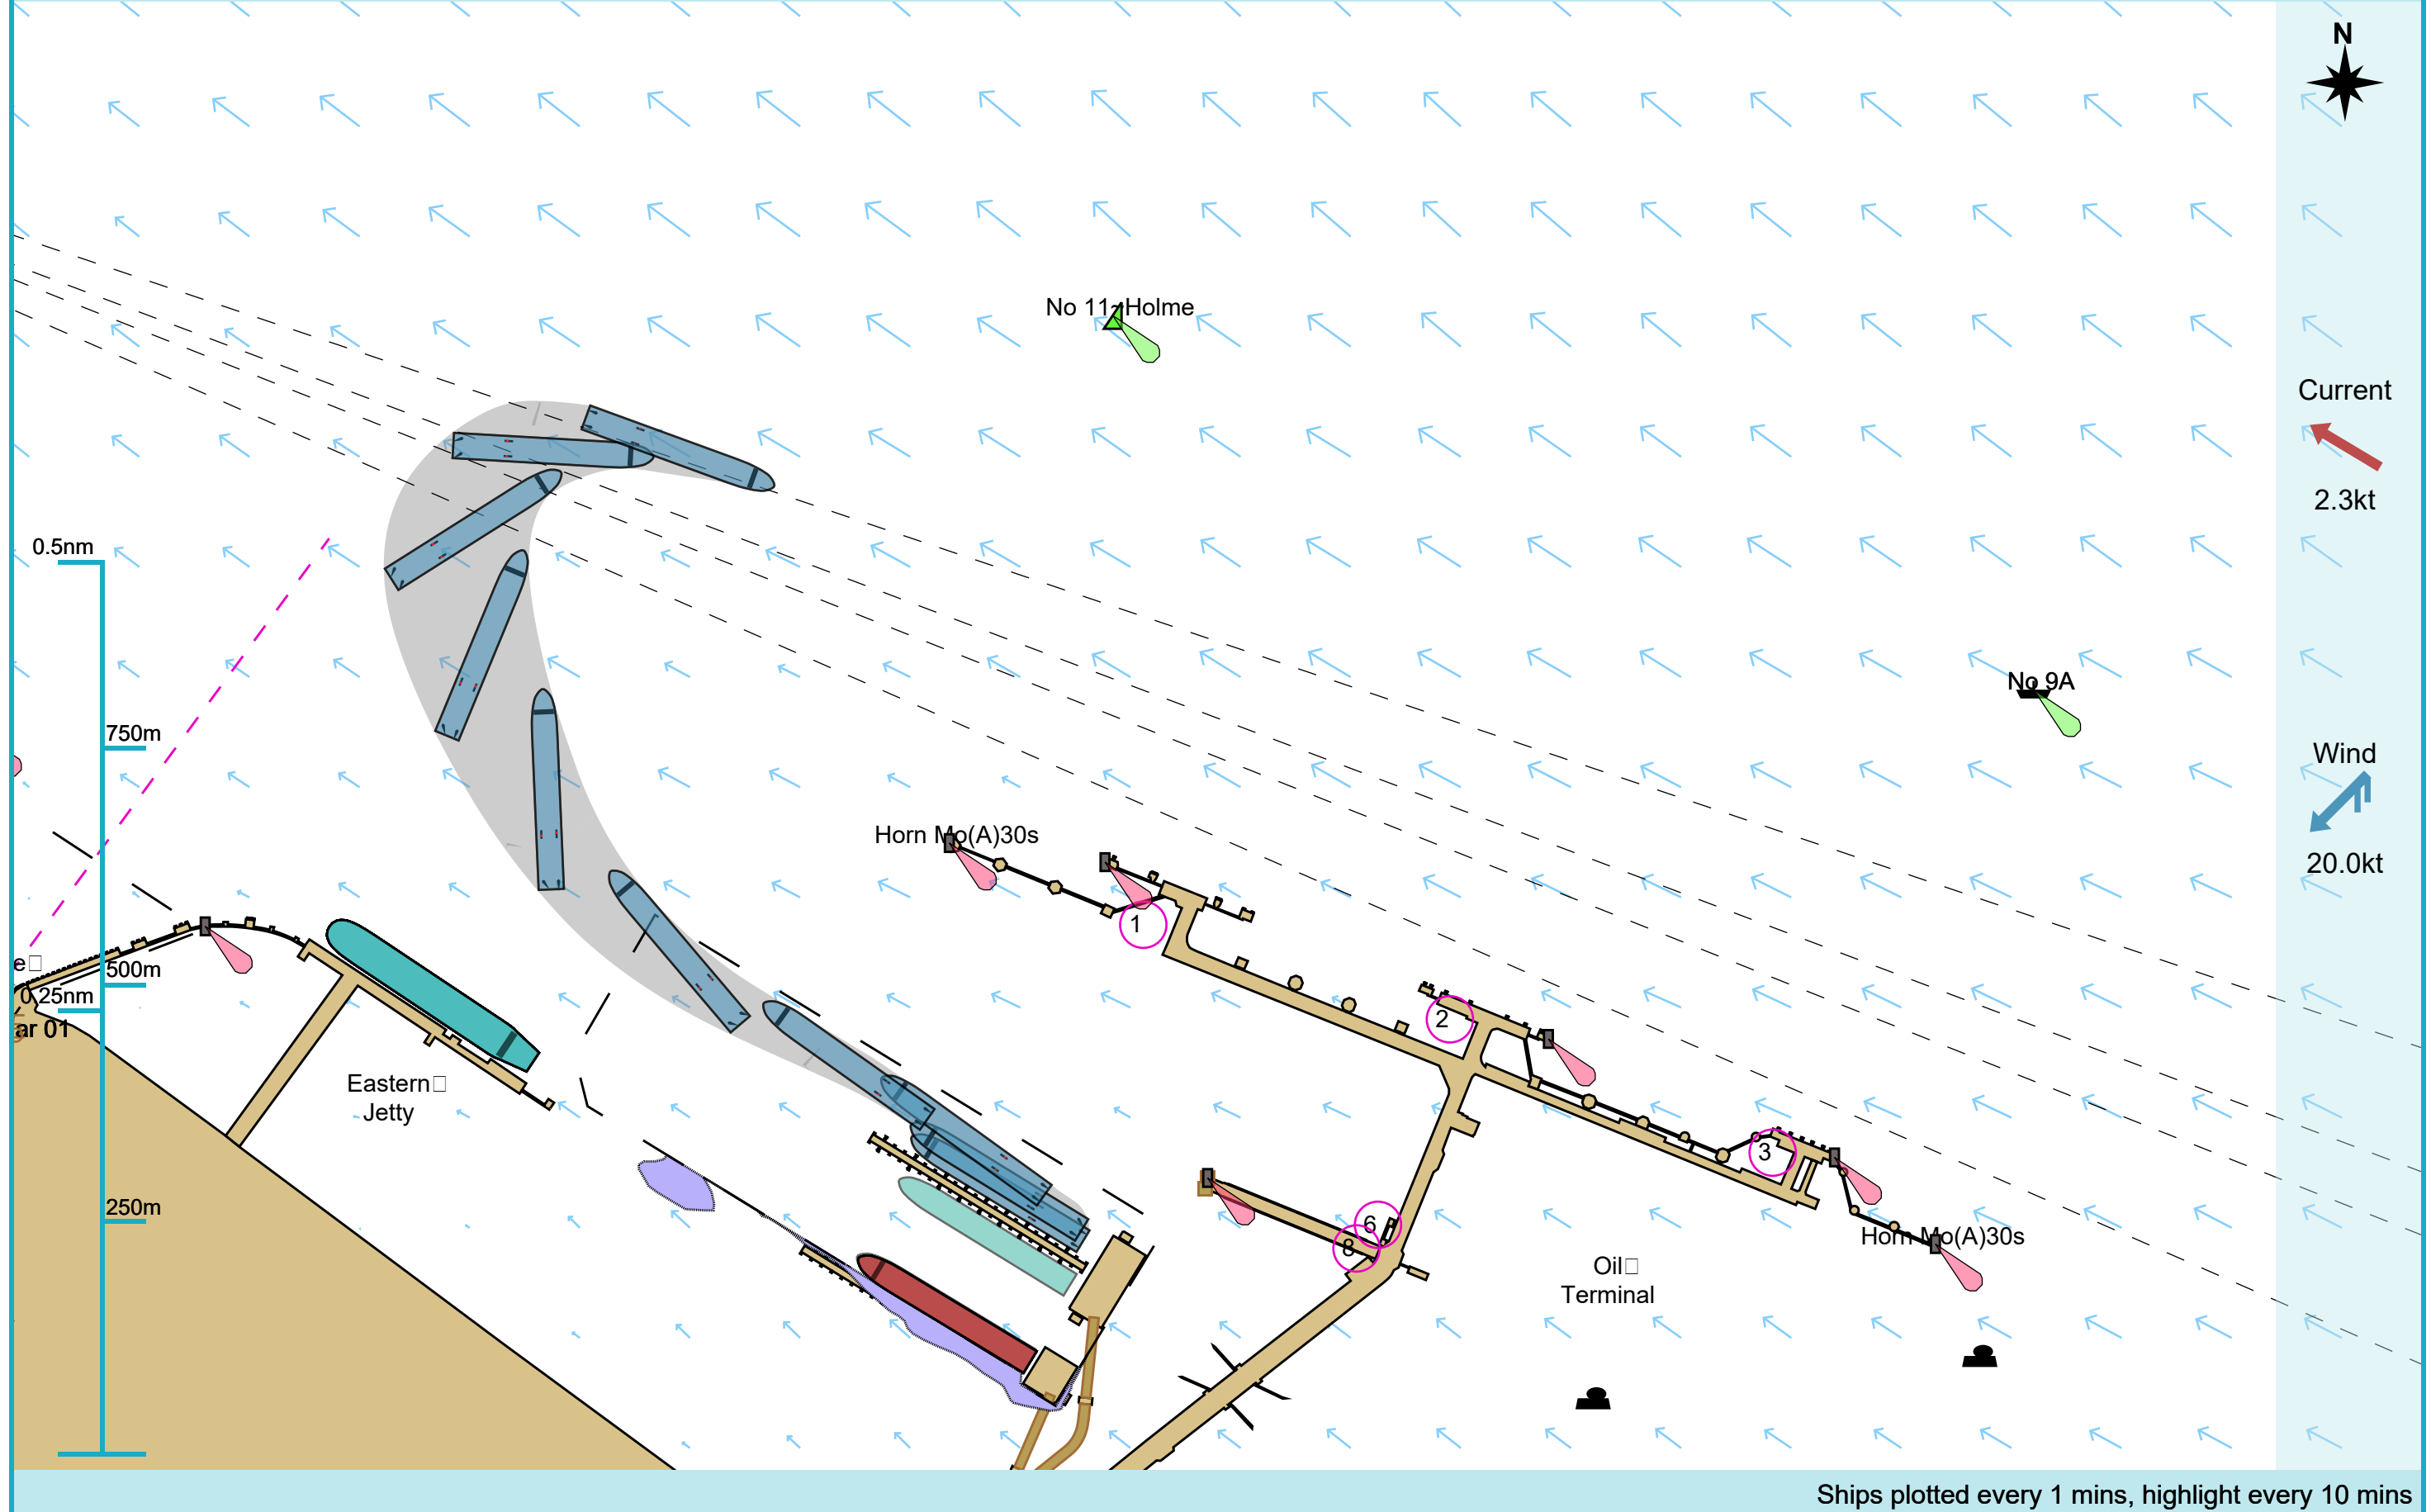 N
No 11a Holme
Current
2.3kt
0.5nm
No 9A
750m
Wind
20.0kt
Horn Mo(A)30s
1
e
500m
0.25nm
2
ar 01
Eastern
Jetty
3
250m
6
8
Horn Mo(A)30s
Oil
Terminal
Ships plotted every 1 mins, highlight every 10 mins